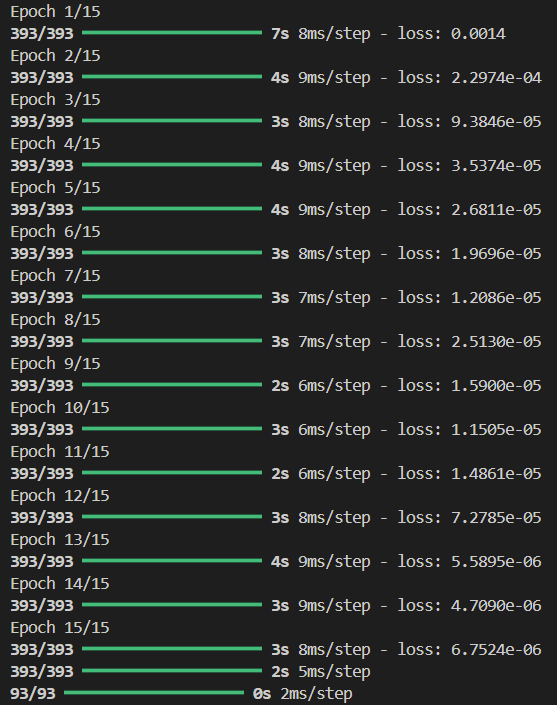 Epoch 1/15
393/393 ━━━━━━━━━━━━━━━━━━━━ 7s 8ms/step - loss: 0.0014
Epoch 2/15
393/393 ━━━━━━━━━━━━━━━━━━━━ 4s 9ms/step - loss: 2.2974e-04
Epoch 3/15
393/393 ━━━━━━━━━━━━━━━━━━━━ 3s 8ms/step - loss: 9.3846e-05
Epoch 4/15
393/393 ━━━━━━━━━━━━━━━━━━━━ 4s 9ms/step - loss: 3.5374e-05
Epoch 5/15
393/393 ━━━━━━━━━━━━━━━━━━━━ 4s 9ms/step - loss: 2.6811e-05
Epoch 6/15
393/393 ━━━━━━━━━━━━━━━━━━━━ 3s 8ms/step - loss: 1.9696e-05
Epoch 7/15
393/393 ━━━━━━━━━━━━━━━━━━━━ 3s 7ms/step - loss: 1.2086e-05
Epoch 8/15
393/393 ━━━━━━━━━━━━━━━━━━━━ 3s 7ms/step - loss: 2.5130e-05
Epoch 9/15
393/393 ━━━━━━━━━━━━━━━━━━━━ 2s 6ms/step - loss: 1.5900e-05
Epoch 10/15
393/393 ━━━━━━━━━━━━━━━━━━━━ 3s 6ms/step - loss: 1.1505e-05
Epoch 11/15
393/393 ━━━━━━━━━━━━━━━━━━━━ 2s 6ms/step - loss: 1.4861e-05
Epoch 12/15
393/393 ━━━━━━━━━━━━━━━━━━━━ 3s 8ms/step - loss: 7.2785e-05
Epoch 13/15
393/393 ━━━━━━━━━━━━━━━━━━━━ 4s 9ms/step - loss: 5.5895e-06
Epoch 14/15
393/393 ━━━━━━━━━━━━━━━━━━━━ 3s 9ms/step - loss: 4.7090e-06
Epoch 15/15
393/393 ━━━━━━━━━━━━━━━━━━━━ 3s 8ms/step - loss: 6.7524e-06
393/393 ━━━━━━━━━━━━━━━━━━━━ 2s 5ms/step
93/93 ━━━━━━━━━━━━━━━━━━━━ 0s 2ms/step